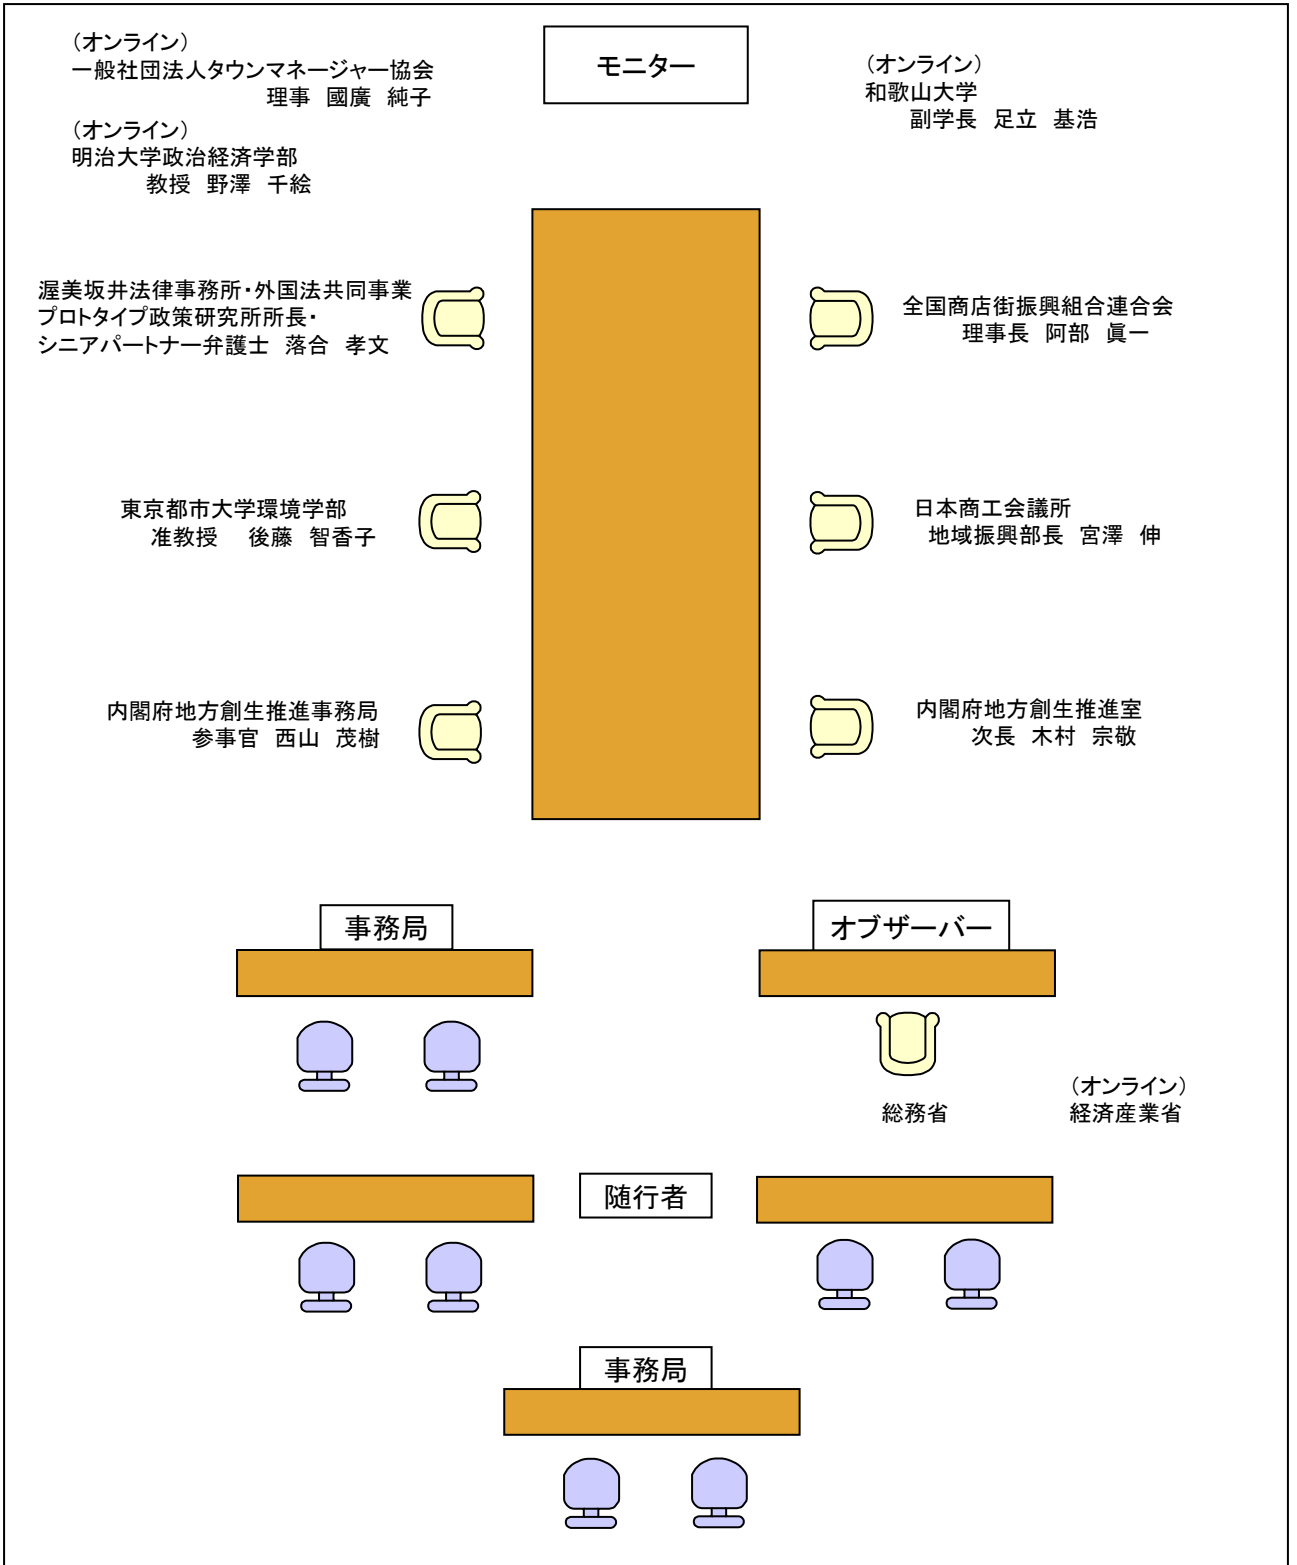 （オンライン）
一般社団法人タウンマネージャー協会
理事　國廣　純子
（オンライン）
明治大学政治経済学部
教授　野澤　千絵
モニター
（オンライン）
和歌山大学
副学長　足立　基浩
渥美坂井法律事務所・外国法共同事業
プロトタイプ政策研究所所長・
シニアパートナー弁護士　落合　孝文
全国商店街振興組合連合会
理事長　阿部　眞一
東京都市大学環境学部
准教授　後藤　智香子
日本商工会議所
地域振興部長　宮澤　伸
内閣府地方創生推進事務局
参事官　西山　茂樹
内閣府地方創生推進室
次長　木村　宗敬
事務局
オブザーバー
総務省
（オンライン）
経済産業省
随行者
事務局